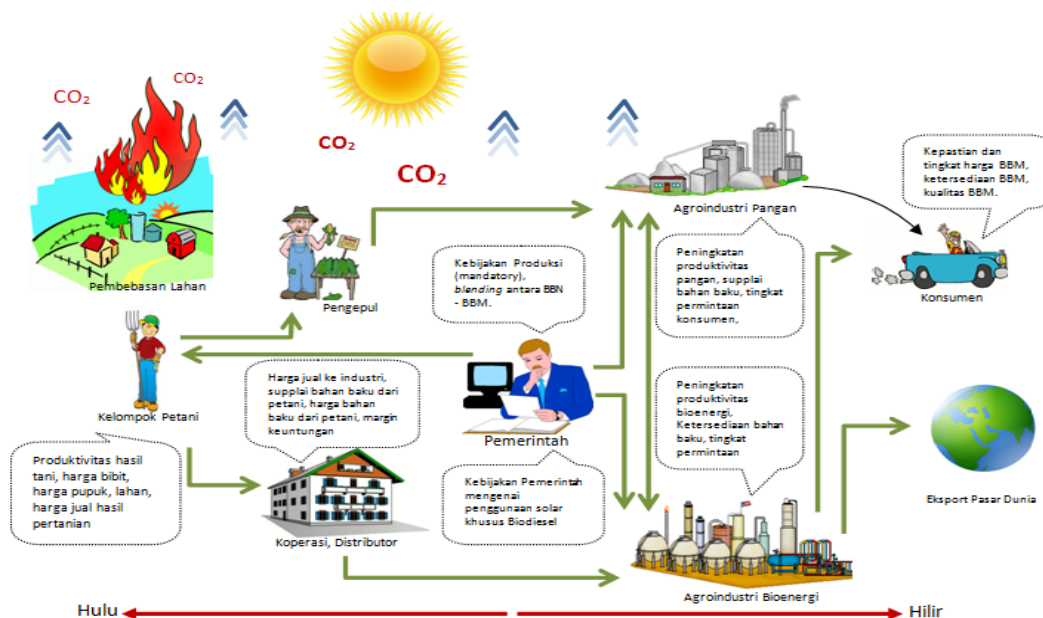 CO₂
CO₂
CO₂
CO₂
Pembebasan Lahan
Pengepul
Kebijakan Produksi
(mandatory),
blending antara BBN
- BBM.
Agroindustri Pangan
Peningkatan
produktivitas
pangan, supplai
bahan baku, tingkat
permintaan
konsumen,
Kepastian dan
tingkat harga BBM,
ketersediaan BBM,
kualitas BBM.
Konsumen
Kelompok Petani
Produktivitas hasil
tani, harga bibit,
harga pupuk, lahan,
harga jual hasil
pertanian
Harga jual ke industri,
supplai bahan baku dari
petani, harga bahan
baku dari petani, margin
keuntungan
Koperasi, Distributor
Pemerintah
Kebijakan Pemerintah
mengenai
penggunaan solar
khusus Biodiesel
Peningkatan
produktivitas
bioenergi,
Ketersediaan bahan
baku, tingkat
permintaan
Agroindustri Bioenergi
Eksport Pasar Dunia
Hulu
Hilir